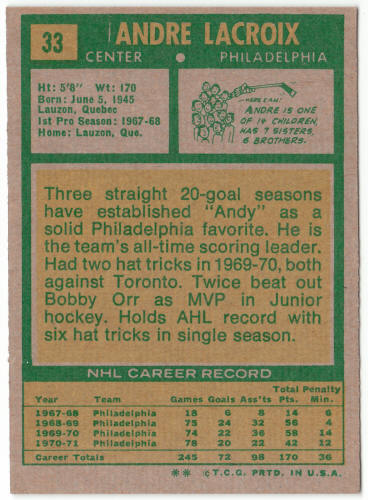 33
ANDRE LACROIX
CENTER • PHILADELPHIA
Ht: 5'8" Wt: 170
Born: June 5, 1945
Lauzon, Quebec
1st Pro Season: 1967-68
Home: Lauzon, Que.
HERE I AM!
ANDRE IS ONE
OF 14 CHILDREN,
HAS 7 SISTERS,
6 BROTHERS.
Three straight 20-goal seasons
have established "Andy" as a
solid Philadelphia favorite. He is
the team's all-time scoring leader.
Had two hat tricks in 1969-70, both
against Toronto. Twice beat out
Bobby Orr as MVP in Junior
hockey. Holds AHL record with
six hat tricks in single season.
NHL CAREER RECORD
Total Penalty
Year Team Games Goals Ass'ts Pts. Min.
1967-68 Philadelphia 18 6 8 14 6
1968-69 Philadelphia 75 24 32 56 4
1969-70 Philadelphia 74 22 36 58 14
1970-71 Philadelphia 78 20 22 42 12
Career Totals 245 72 98 170 36
** ©T.C.G. PRTD. IN U.S.A.